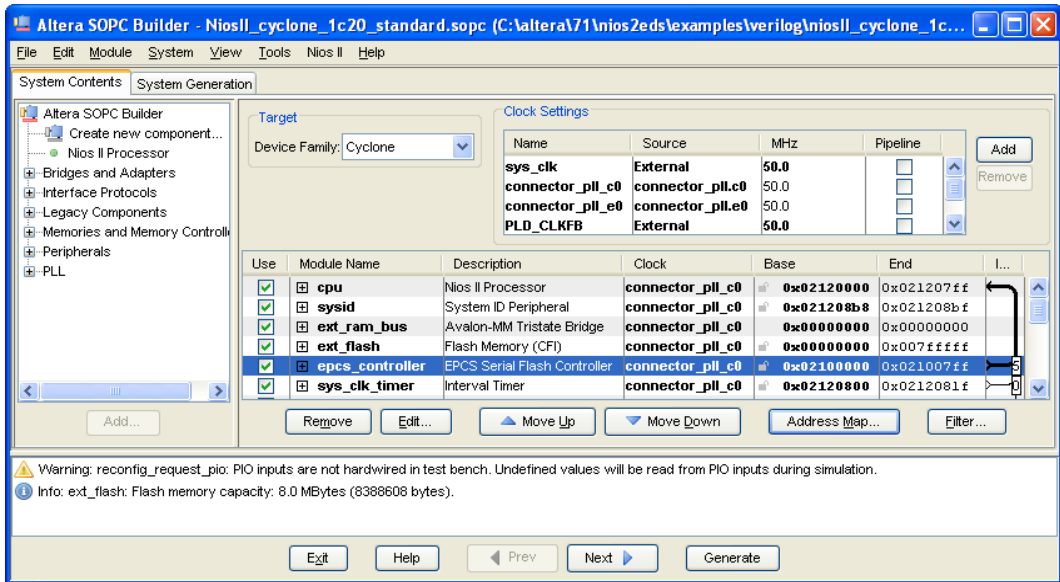 Altera SOPC Builder - NiosII_cyclone_1c20_standard.sopc (C:\altera\71\nios2eds\examples\verilog\niosII_cyclone_1c...
File Edit Module System View Tools Nios II Help
System Contents System Generation
Altera SOPC Builder
Create new component...
Nios II Processor
Bridges and Adapters
Interface Protocols
Legacy Components
Memories and Memory Controll
Peripherals
PLL
Add...
Target
Device Family: Cyclone
Clock Settings
Name Source MHz Pipeline
sys_clk External 50.0
connector_pll_c0 connector_pll.c0 50.0
connector_pll_e0 connector_pll.e0 50.0
PLD_CLKFB External 50.0
Add
Remove
Use Module Name Description Clock Base End I...
cpu Nios II Processor connector_pll_c0 0x02120000 0x021207ff
sysid System ID Peripheral connector_pll_c0 0x021208b8 0x021208bf
ext_ram_bus Avalon-MM Tristate Bridge connector_pll_c0 0x00000000 0x00000000
ext_flash Flash Memory (CFI) connector_pll_c0 0x00000000 0x007fffff
epcs_controller EPCS Serial Flash Controller connector_pll_c0 0x02100000 0x021007ff 5
sys_clk_timer Interval Timer connector_pll_c0 0x02120800 0x0212081f 0
Remove Edit... Move Up Move Down Address Map... Filter...
Warning: reconfig_request_pio: PIO inputs are not hardwired in test bench. Undefined values will be read from PIO inputs during simulation.
Info: ext_flash: Flash memory capacity: 8.0 MBytes (8388608 bytes).
Exit Help Prev Next Generate